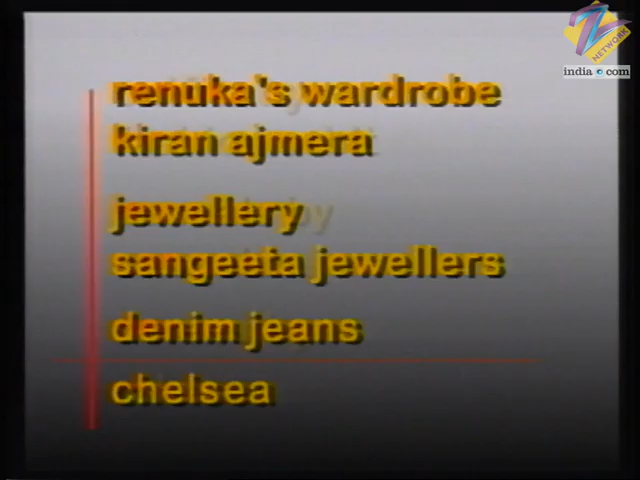 Z
NETWORK
india.com
renuka's wardrobe
kiran ajmera
jewellery
sangeeta jewellers
denim jeans
chelsea